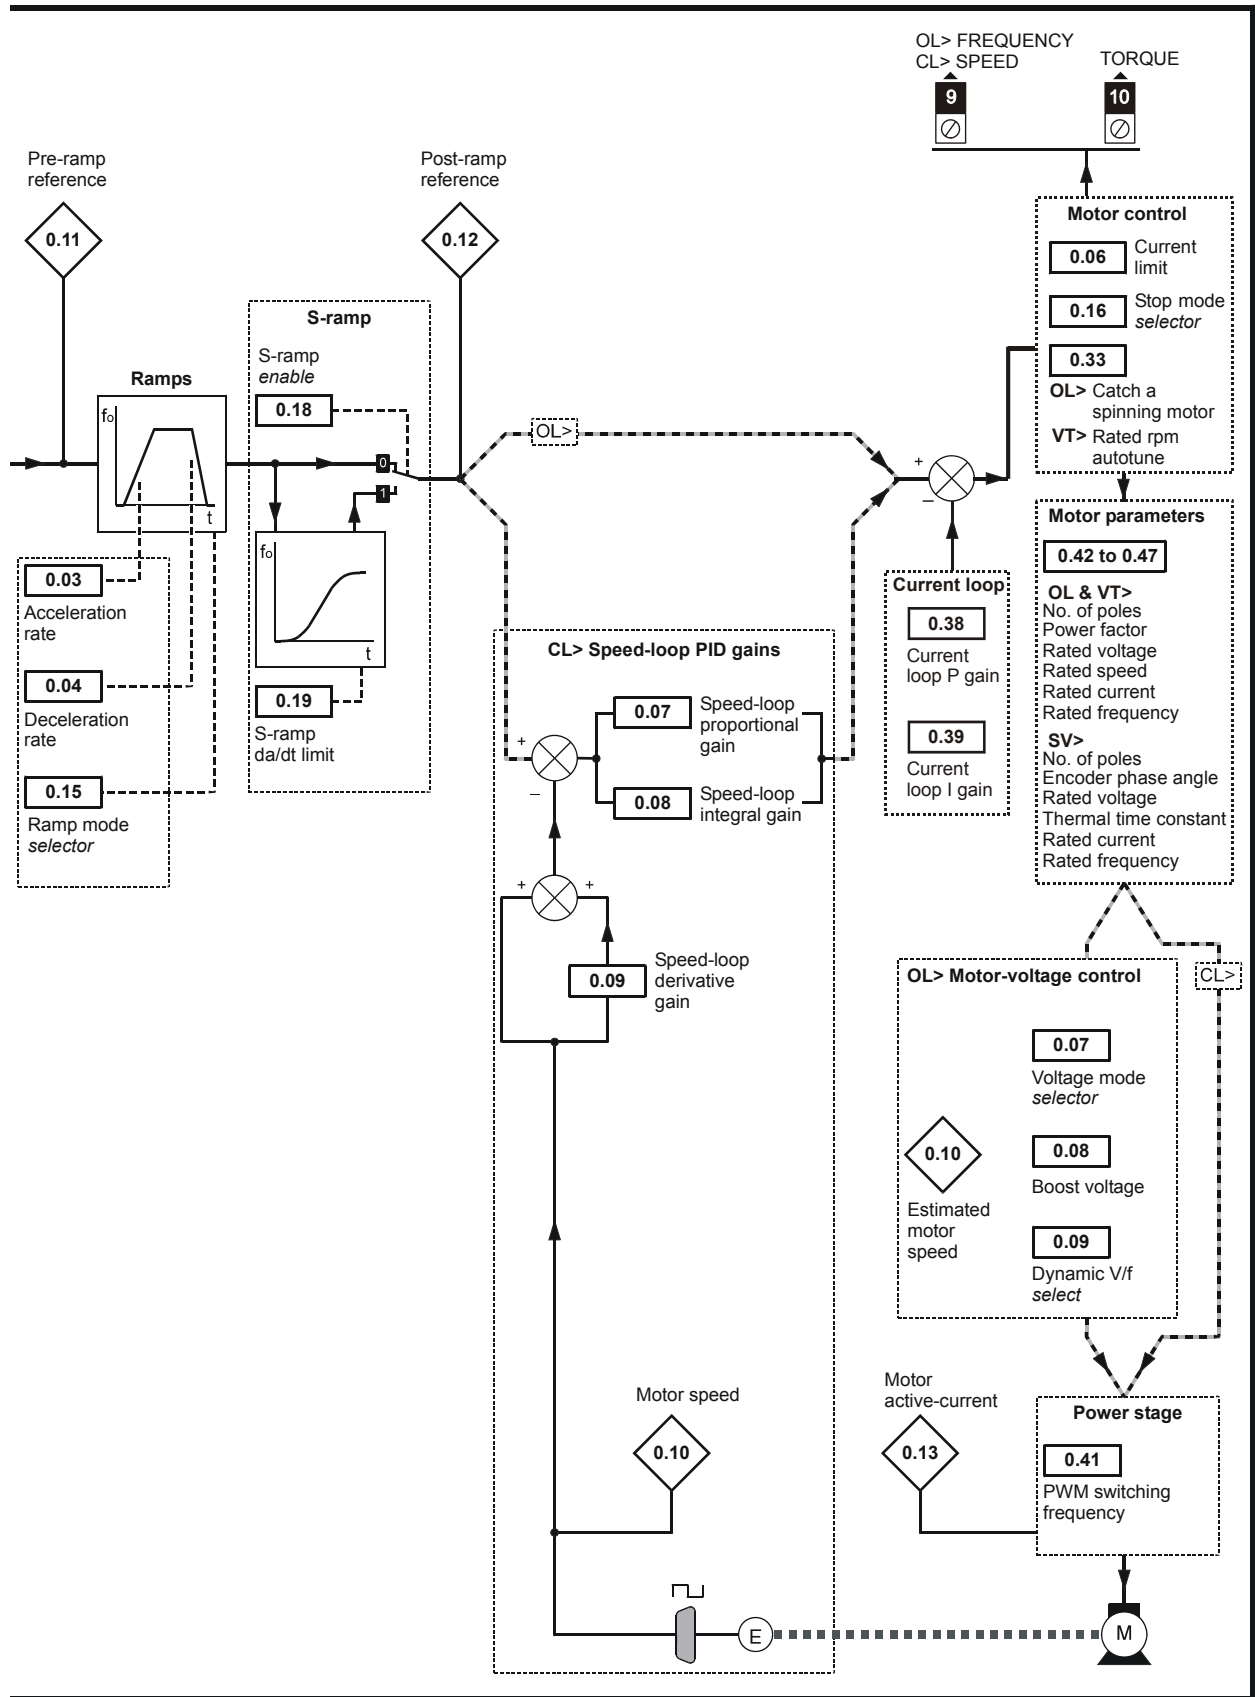 OL> FREQUENCY
CL> SPEED
TORQUE
9
10
Pre-ramp
reference
0.11
Post-ramp
reference
0.12
Motor control
0.06
Current
limit
0.16
Stop mode
selector
0.33
OL> Catch a
spinning motor
VT> Rated rpm
autotune
S-ramp
S-ramp
enable
0.18
0
1
fo
t
0.19
S-ramp
da/dt limit
Ramps
fo
t
0.03
Acceleration
rate
0.04
Deceleration
rate
0.15
Ramp mode
selector
OL>
+
–
Current loop
0.38
Current
loop P gain
0.39
Current
loop I gain
Motor parameters
0.42 to 0.47
OL & VT>
No. of poles
Power factor
Rated voltage
Rated speed
Rated current
Rated frequency
SV>
No. of poles
Encoder phase angle
Rated voltage
Thermal time constant
Rated current
Rated frequency
CL> Speed-loop PID gains
0.07
Speed-loop
proportional
gain
0.08
Speed-loop
integral gain
+
–
+
+
0.09
Speed-loop
derivative
gain
OL> Motor-voltage control
CL>
0.07
Voltage mode
selector
0.10
Estimated
motor
speed
0.08
Boost voltage
0.09
Dynamic V/f
select
Motor speed
0.10
Motor
active-current
0.13
Power stage
0.41
PWM switching
frequency
E
M